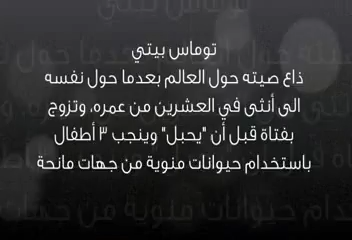 توماس بيتي
ذاع صيته حول العالم بعدما حول نفسه
الى أنثى في العشرين من عمره، وتزوج
بفتاة قبل أن "يحبل" وينجب ٣ أطفال
باستخدام حيوانات منوية من جهات مانحة